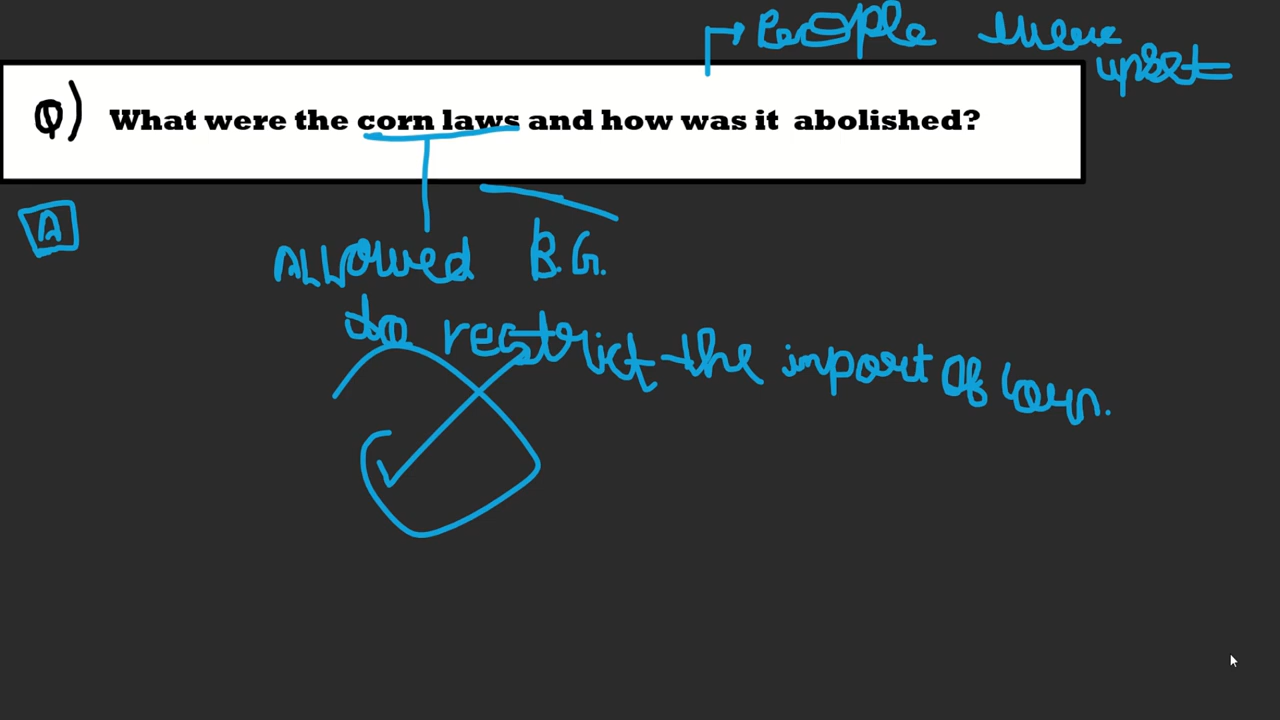 People there
upset
Q) What were the corn laws and how was it abolished?
A
Allowed B.G.
to restrict the import of corn.